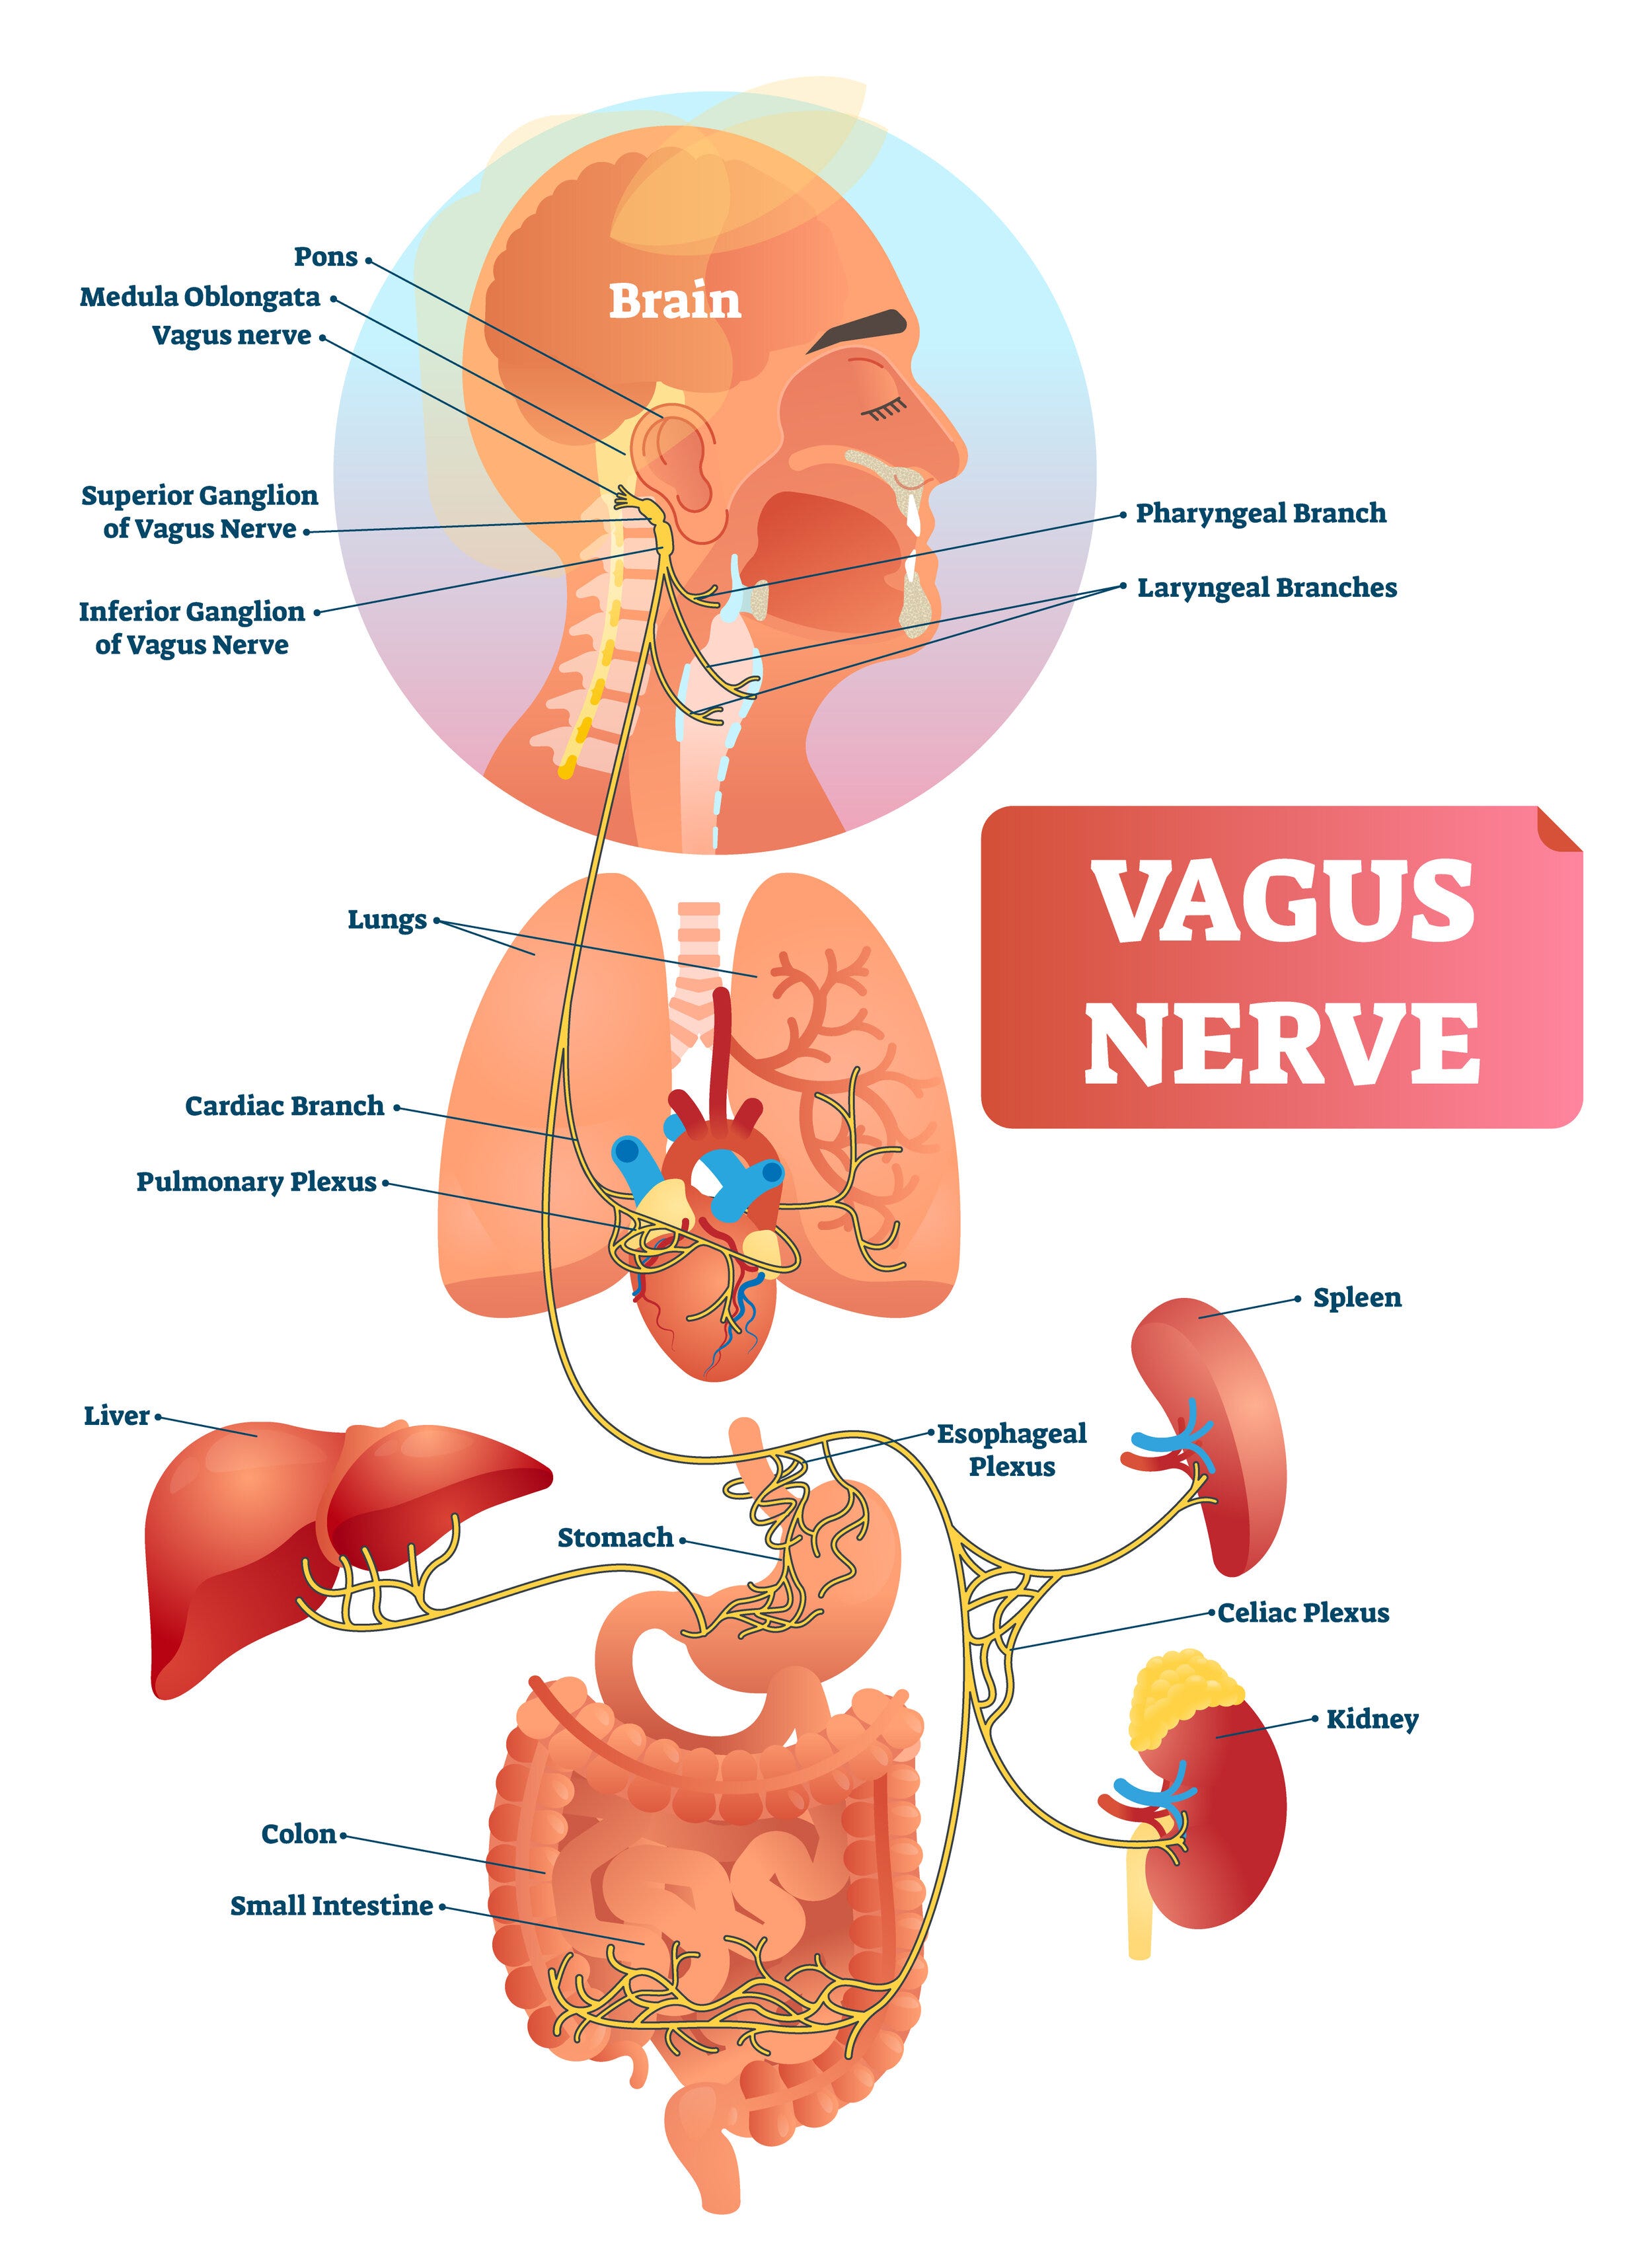 Pons
Medula Oblongata
Vagus nerve
Brain
Superior Ganglion
of Vagus Nerve
Inferior Ganglion
of Vagus Nerve
Pharyngeal Branch
Laryngeal Branches
VAGUS
NERVE
Lungs
Cardiac Branch
Pulmonary Plexus
Spleen
Liver
Esophageal
Plexus
Stomach
Celiac Plexus
Kidney
Colon
Small Intestine